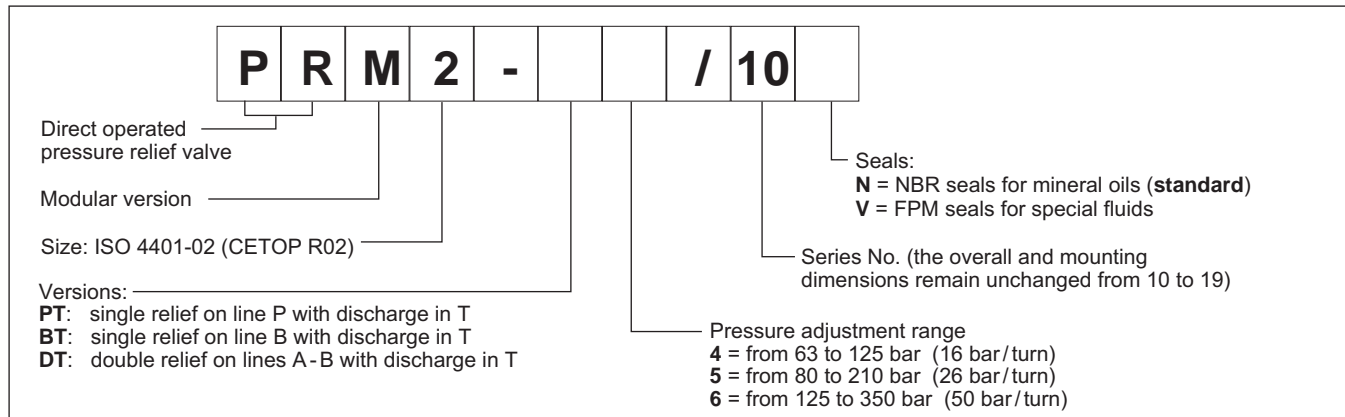 P R M 2 - / 10
Direct operated
pressure relief valve
Modular version
Size: ISO 4401-02 (CETOP R02)
Versions:
PT: single relief on line P with discharge in T
BT: single relief on line B with discharge in T
DT: double relief on lines A-B with discharge in T
Seals:
N = NBR seals for mineral oils (standard)
V = FPM seals for special fluids
Series No. (the overall and mounting
dimensions remain unchanged from 10 to 19)
Pressure adjustment range
4 = from 63 to 125 bar (16 bar/turn)
5 = from 80 to 210 bar (26 bar/turn)
6 = from 125 to 350 bar (50 bar/turn)